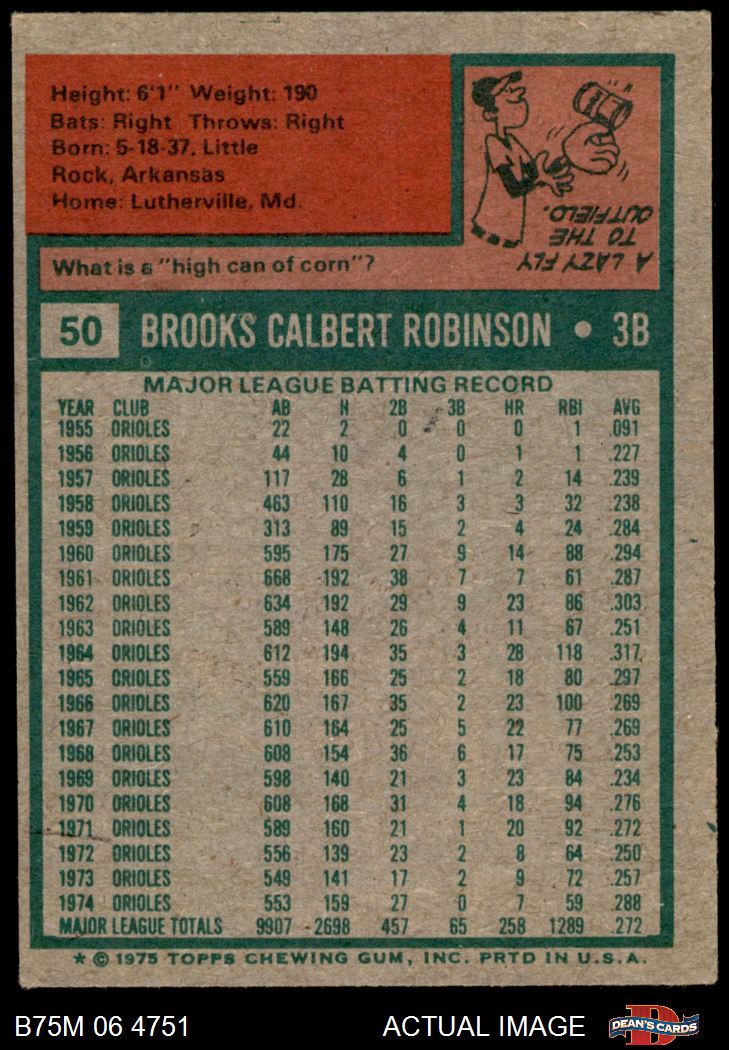 Height: 6'1" Weight: 190
Bats: Right Throws: Right
Born: 5-18-37, Little
Rock, Arkansas
Home: Lutherville, Md.
What is a "high can of corn"?
A LAZY FLY
TO THE
OUTFIELD.
50 BROOKS CALBERT ROBINSON • 3B
MAJOR LEAGUE BATTING RECORD
YEAR CLUB AB H 2B 3B HR RBI AVG
1955 ORIOLES 22 2 0 0 0 1 .091
1956 ORIOLES 44 10 4 0 1 1 .227
1957 ORIOLES 117 28 6 1 2 14 .239
1958 ORIOLES 463 110 16 3 3 32 .238
1959 ORIOLES 313 89 15 2 4 24 .284
1960 ORIOLES 595 175 27 9 14 88 .294
1961 ORIOLES 668 192 38 7 7 61 .287
1962 ORIOLES 634 192 29 9 23 86 .303
1963 ORIOLES 589 148 26 4 11 67 .251
1964 ORIOLES 612 194 35 3 28 118 .317
1965 ORIOLES 559 166 25 2 18 80 .297
1966 ORIOLES 620 167 35 2 23 100 .269
1967 ORIOLES 610 164 25 5 22 77 .269
1968 ORIOLES 608 154 36 6 17 75 .253
1969 ORIOLES 598 140 21 3 23 84 .234
1970 ORIOLES 608 168 31 4 18 94 .276
1971 ORIOLES 589 160 21 1 20 92 .272
1972 ORIOLES 556 139 23 2 8 64 .250
1973 ORIOLES 549 141 17 2 9 72 .257
1974 ORIOLES 553 159 27 0 7 59 .288
MAJOR LEAGUE TOTALS 9907 2698 457 65 258 1289 .272
★ © 1975 TOPPS CHEWING GUM, INC. PRTD IN U.S.A.
B75M 06 4751 ACTUAL IMAGE DEAN'S CARDS